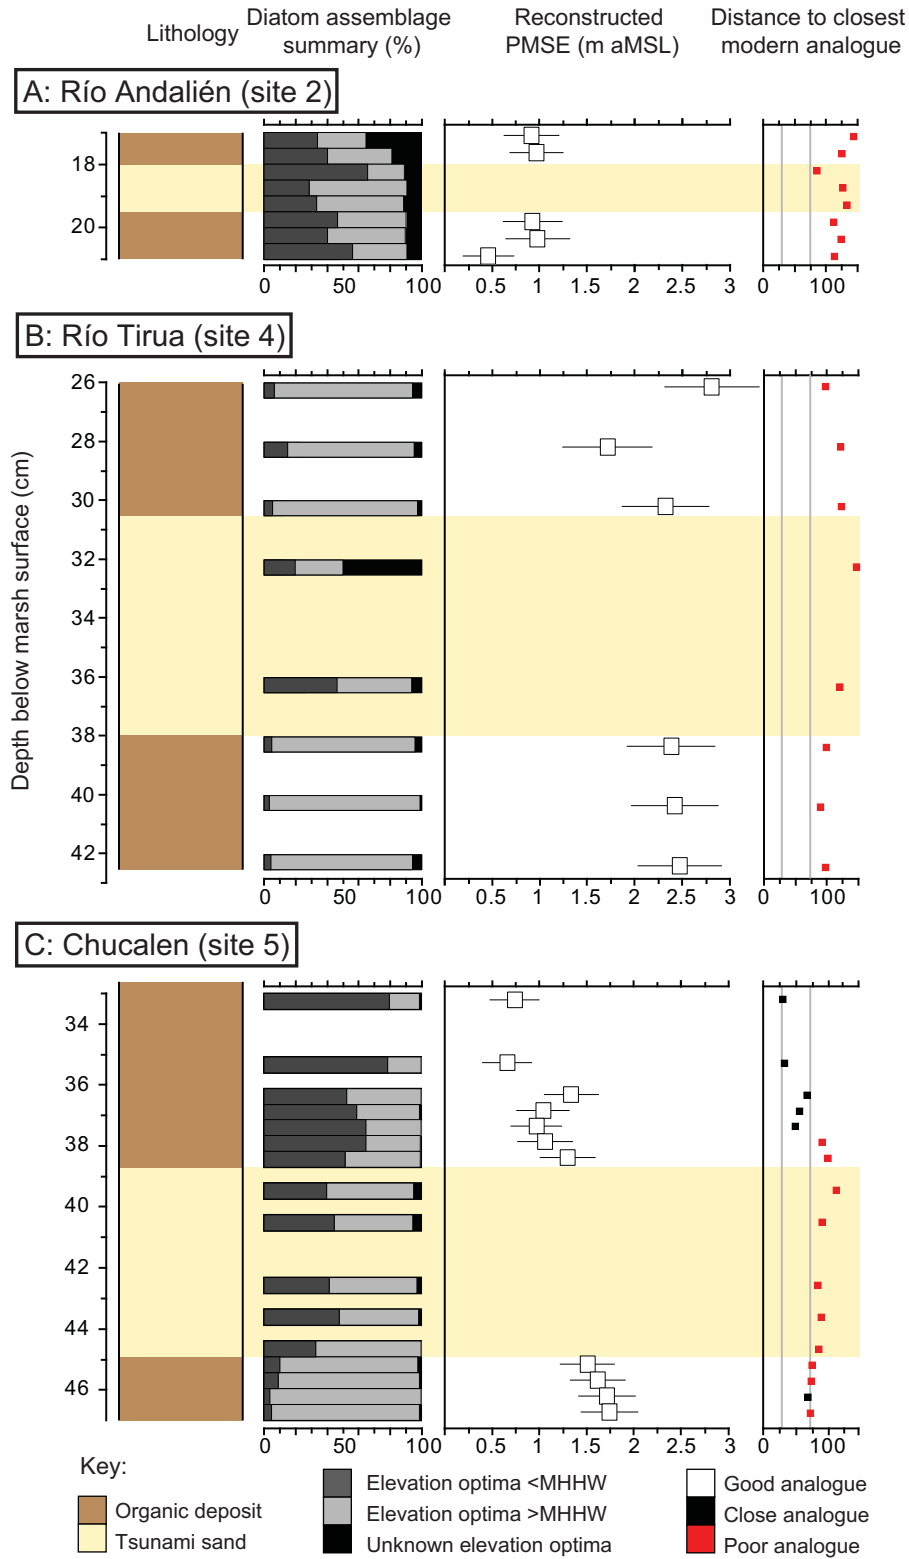 Lithology
Diatom assemblage
summary (%)
Reconstructed
PMSE (m aMSL)
Distance to closest
modern analogue
A: Río Andalién (site 2)
18
20
0 50 100
0.5 1 1.5 2 2.5 3
0 100
B: Río Tirua (site 4)
Depth below marsh surface (cm)
26
28
30
32
34
36
38
40
42
0 50 100
0.5 1 1.5 2 2.5 3
0 100
C: Chucalen (site 5)
34
36
38
40
42
44
46
0 50 100
0.5 1 1.5 2 2.5 3
0 100
Key:
Organic deposit
Tsunami sand
Elevation optima <MHHW
Elevation optima >MHHW
Unknown elevation optima
Good analogue
Close analogue
Poor analogue